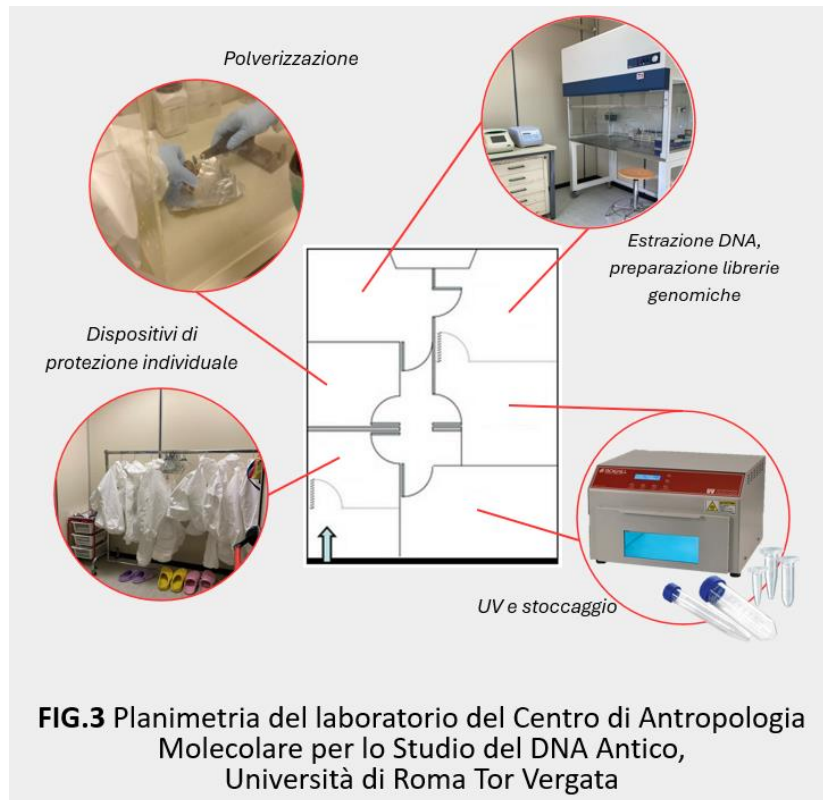 Polverizzazione
Estrazione DNA,
preparazione librerie
genomiche
Dispositivi di
protezione individuale
UV
UV e stoccaggio
FIG.3 Planimetria del laboratorio del Centro di Antropologia
Molecolare per lo Studio del DNA Antico,
Università di Roma Tor Vergata